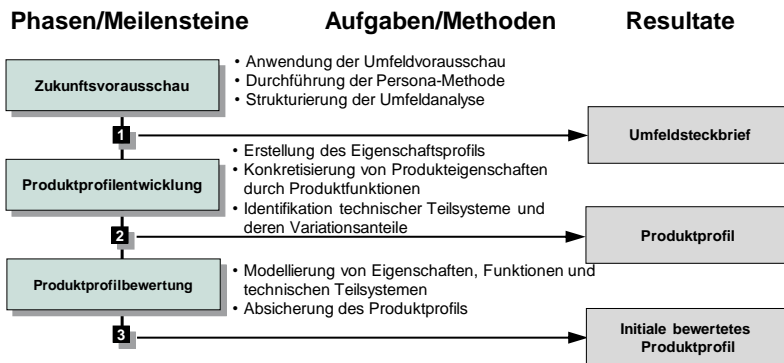 Phasen/Meilensteine
Aufgaben/Methoden
Resultate
Zukunftsvorausschau
• Anwendung der Umfeldvorausschau
• Durchführung der Persona-Methode
• Strukturierung der Umfeldanalyse
1
Umfeldsteckbrief
Produktprofilentwicklung
• Erstellung des Eigenschaftsprofils
• Konkretisierung von Produkteigenschaften
durch Produktfunktionen
• Identifikation technischer Teilsysteme und
deren Variationsanteile
2
Produktprofil
Produktprofilbewertung
• Modellierung von Eigenschaften, Funktionen und
technischen Teilsystemen
• Absicherung des Produktprofils
3
Initiale bewertetes
Produktprofil